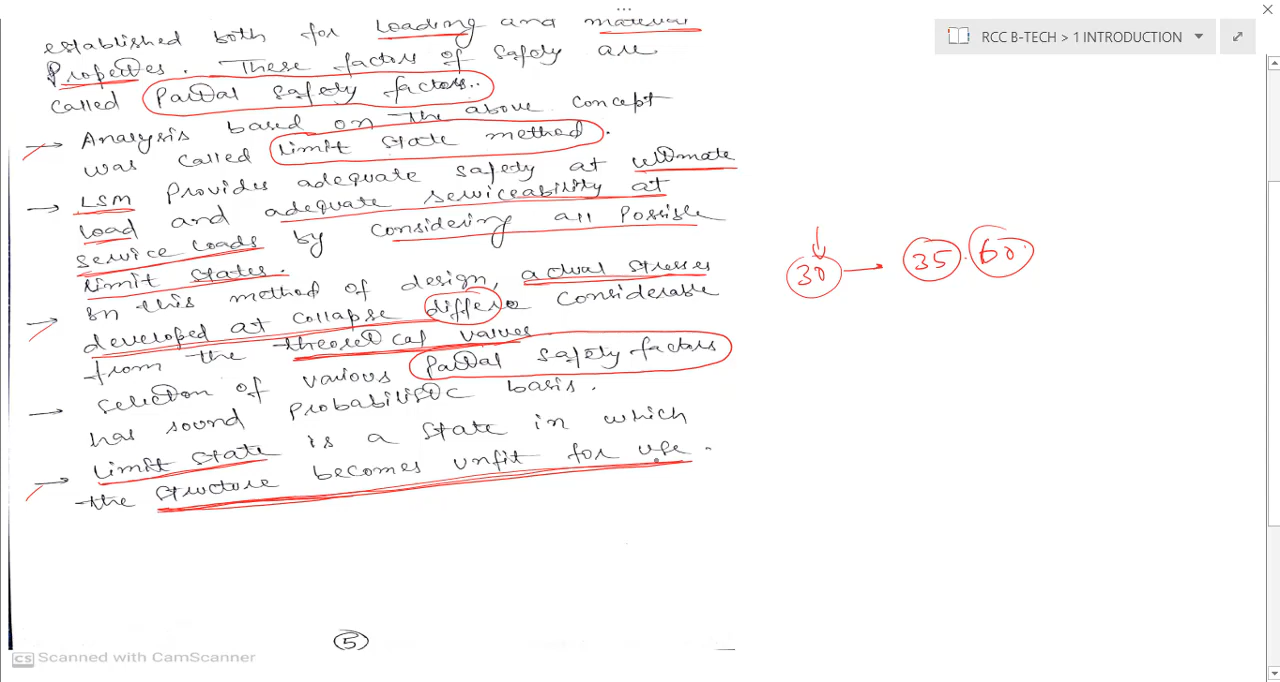 RCC B-TECH > 1 INTRODUCTION
established both for Loading and material
Properties. These factors of safety are
called Partial safety factors..
→ Analysis based on the above concept
was called Limit state method.
→ LSM Provides adequate safety at ultimate
load and adequate serviceability at
service loads by considering all Possible
limit states.
→ In this method of design, actual stresses
developed at collapse differe considerable
from the theoretical values
→ Selection of various Partial safety factors
has sound Probabilistic basis.
→ Limit state is a state in which
the structure becomes unfit for use.
30 → 35. 60.
5
CS Scanned with CamScanner